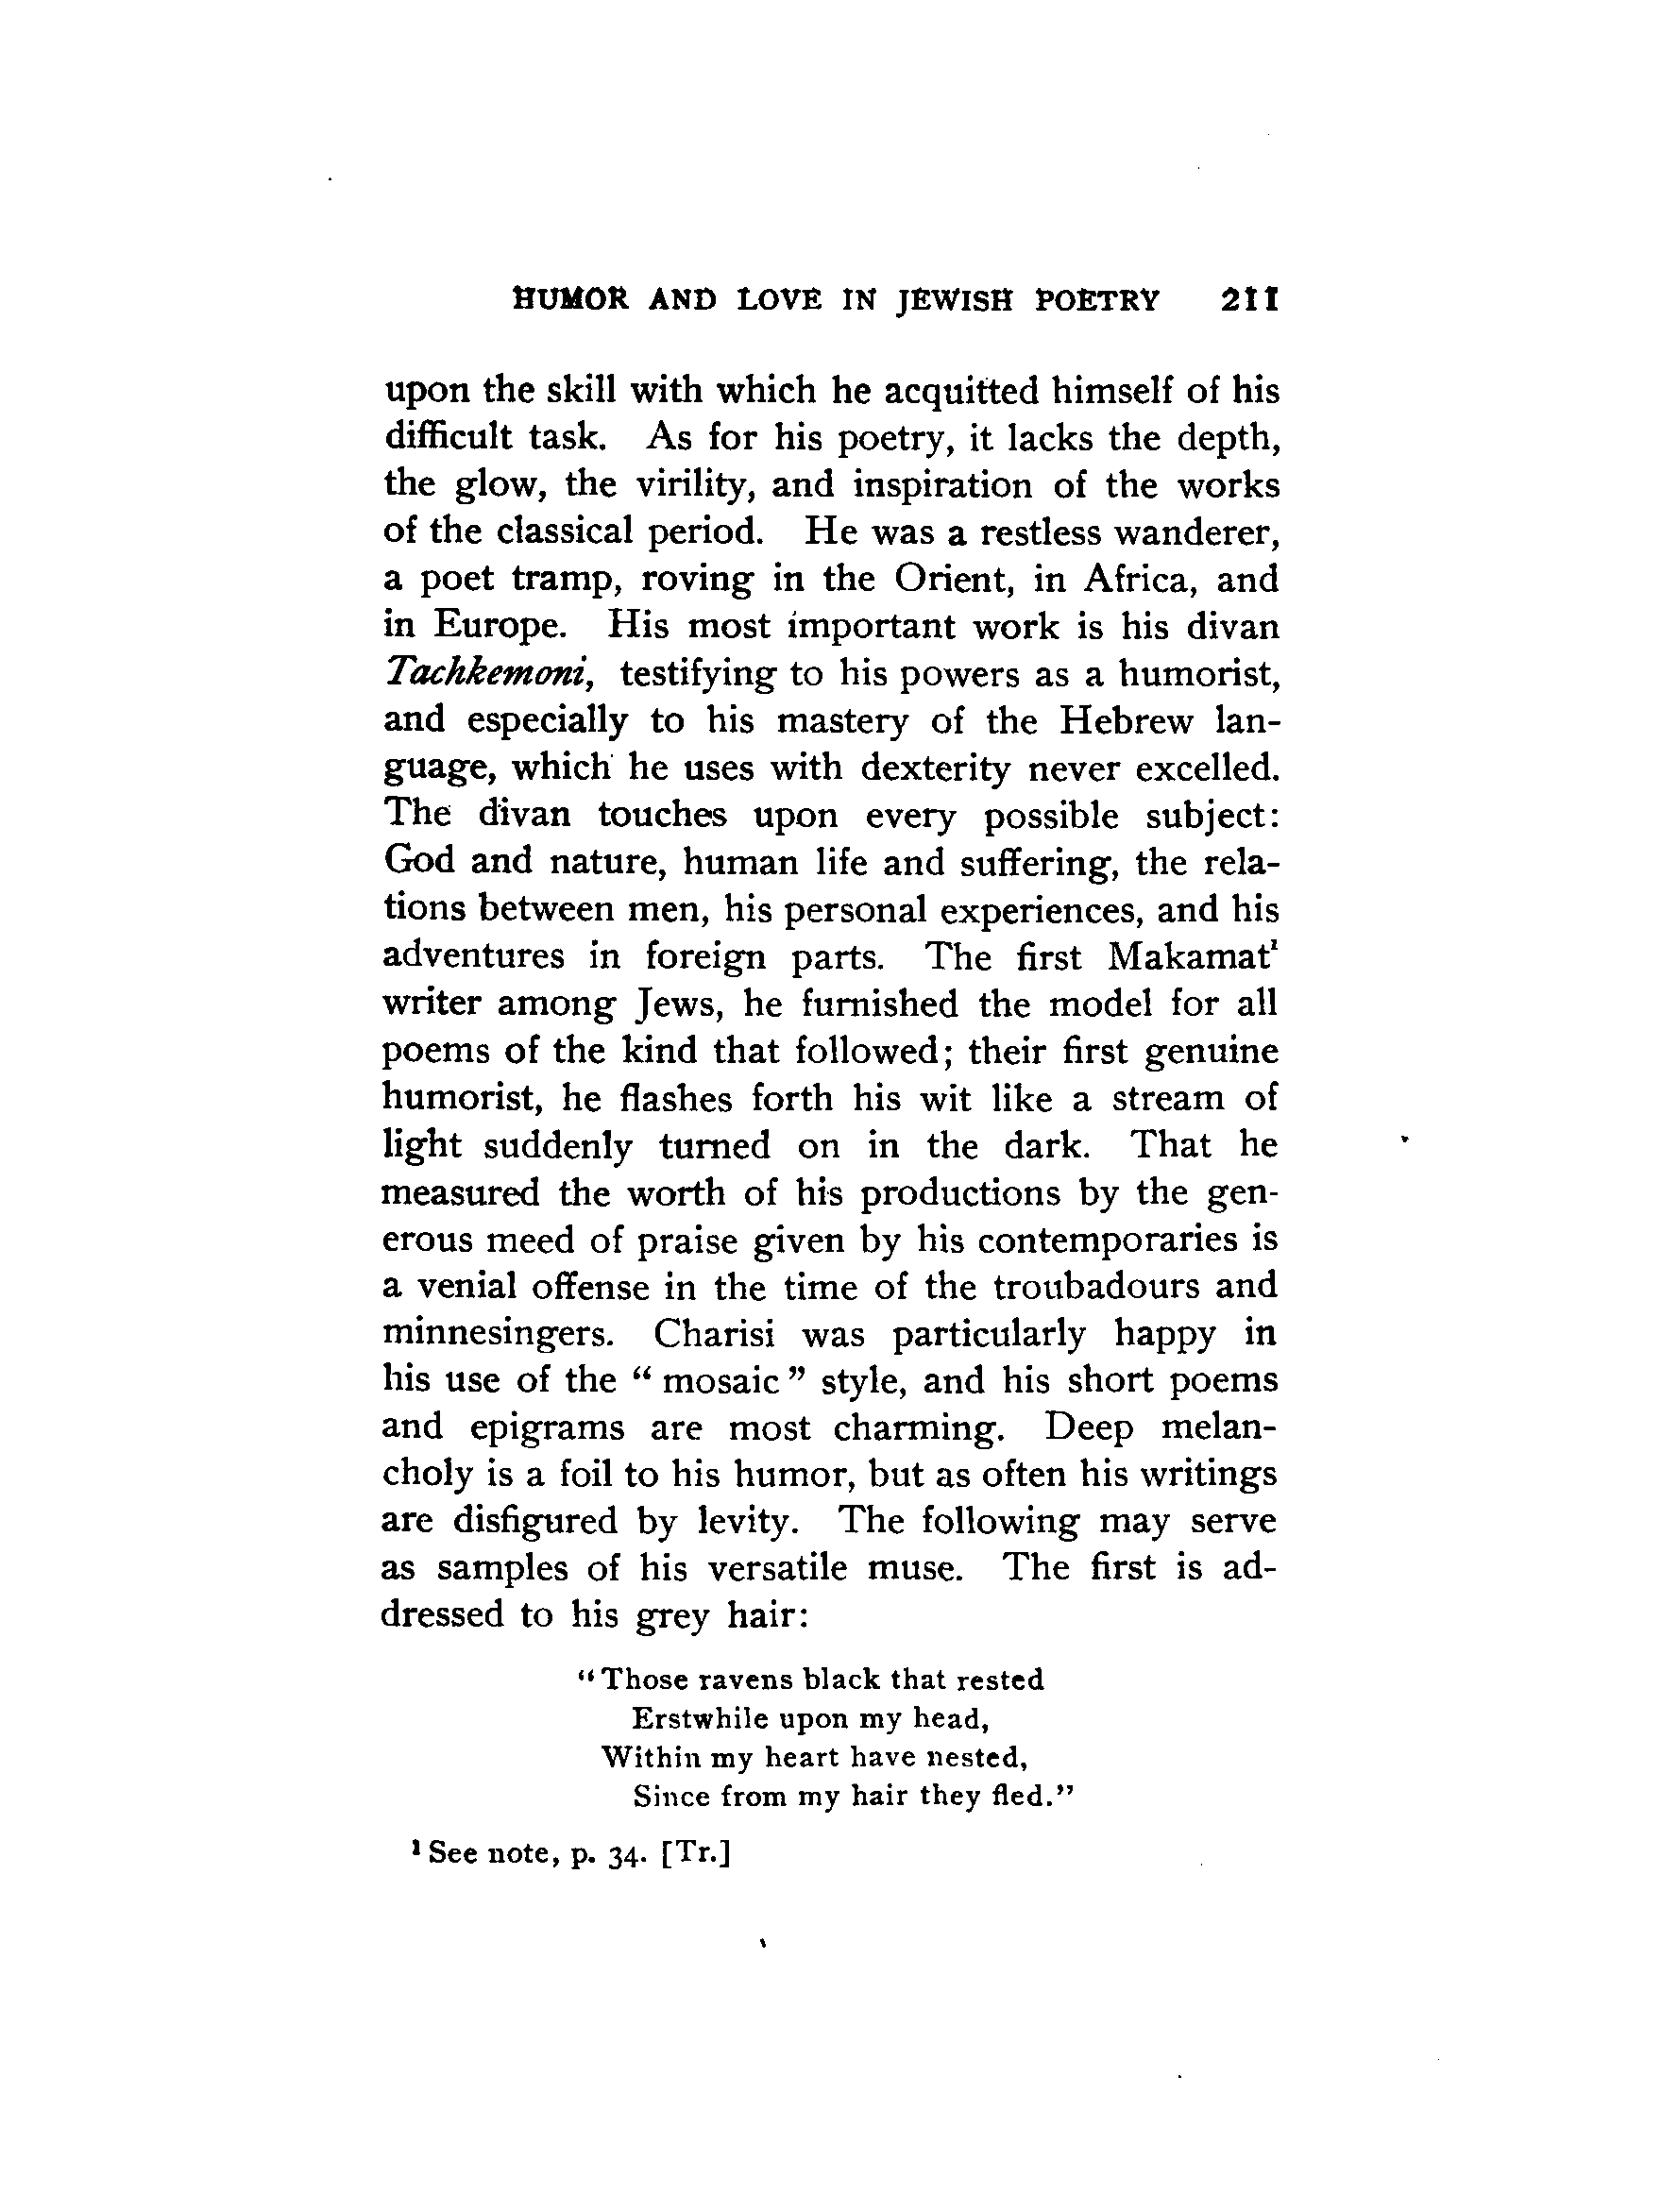 HUMOR AND LOVE IN JEWISH POETRY 211
upon the skill with which he acquitted himself of his
difficult task. As for his poetry, it lacks the depth,
the glow, the virility, and inspiration of the works
of the classical period. He was a restless wanderer,
a poet tramp, roving in the Orient, in Africa, and
in Europe. His most important work is his divan
Tachkemoni, testifying to his powers as a humorist,
and especially to his mastery of the Hebrew lan-
guage, which he uses with dexterity never excelled.
The divan touches upon every possible subject:
God and nature, human life and suffering, the rela-
tions between men, his personal experiences, and his
adventures in foreign parts. The first Makamat¹
writer among Jews, he furnished the model for all
poems of the kind that followed; their first genuine
humorist, he flashes forth his wit like a stream of
light suddenly turned on in the dark. That he
measured the worth of his productions by the gen-
erous meed of praise given by his contemporaries is
a venial offense in the time of the troubadours and
minnesingers. Charisi was particularly happy in
his use of the “ mosaic ” style, and his short poems
and epigrams are most charming. Deep melan-
choly is a foil to his humor, but as often his writings
are disfigured by levity. The following may serve
as samples of his versatile muse. The first is ad-
dressed to his grey hair:
“ Those ravens black that rested
Erstwhile upon my head,
Within my heart have nested,
Since from my hair they fled.”
¹ See note, p. 34. [Tr.]